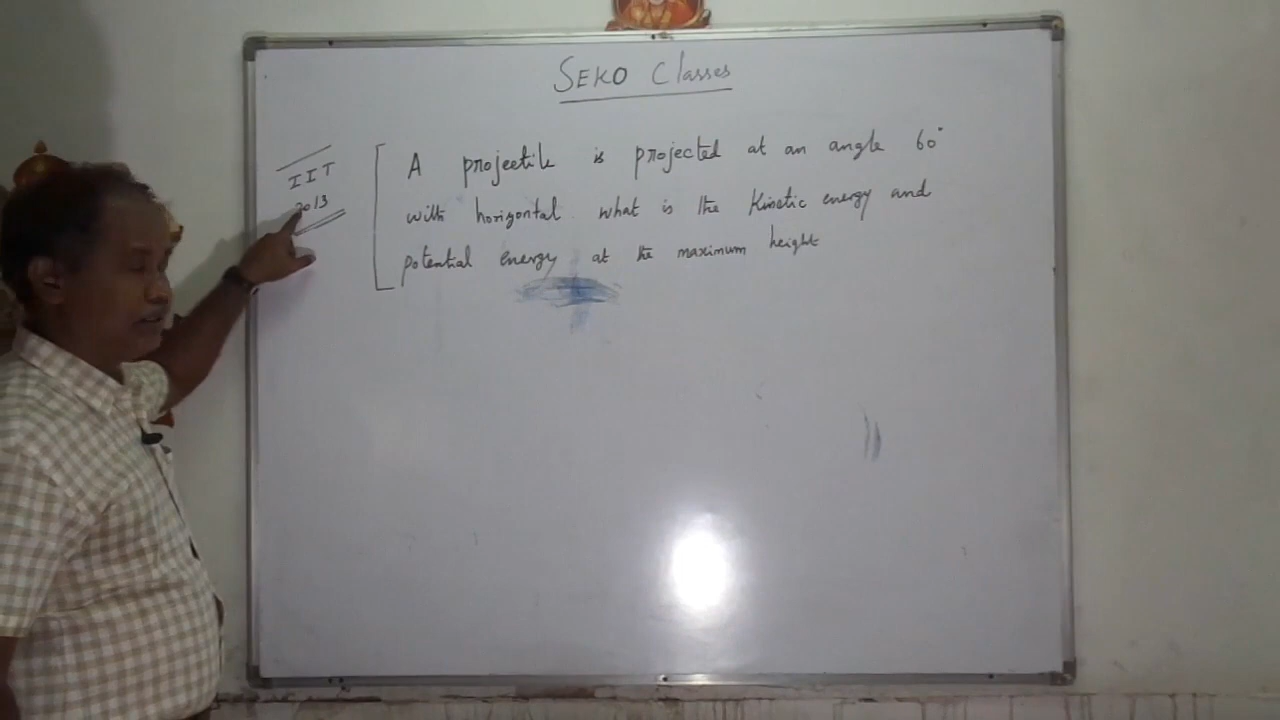 SEKO Classes
IIT
2013
A projectile is projected at an angle 60°
with horizontal. what is the Kinetic energy and
potential energy at the maximum height